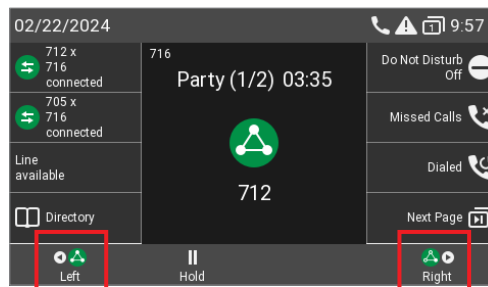 02/22/2024
1 9:57
712 x
716
connected
705 x
716
connected
Line
available
Directory
716
Party (1/2) 03:35
712
Do Not Disturb
Off
Missed Calls
Dialed
Next Page
Left
Hold
Right